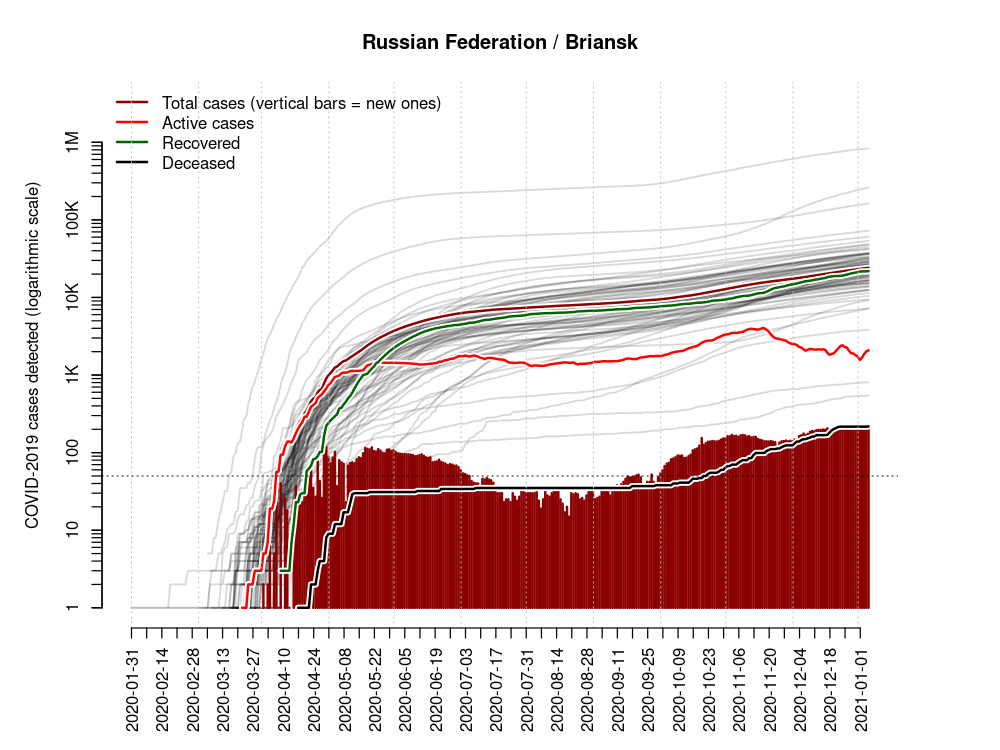 Russian Federation / Briansk
Total cases (vertical bars = new ones)
Active cases
Recovered
Deceased
COVID-2019 cases detected (logarithmic scale)
1M
100K
10K
1K
100
10
1
2020-01-31
2020-02-14
2020-02-28
2020-03-13
2020-03-27
2020-04-10
2020-04-24
2020-05-08
2020-05-22
2020-06-05
2020-06-19
2020-07-03
2020-07-17
2020-07-31
2020-08-14
2020-08-28
2020-09-11
2020-09-25
2020-10-09
2020-10-23
2020-11-06
2020-11-20
2020-12-04
2020-12-18
2021-01-01